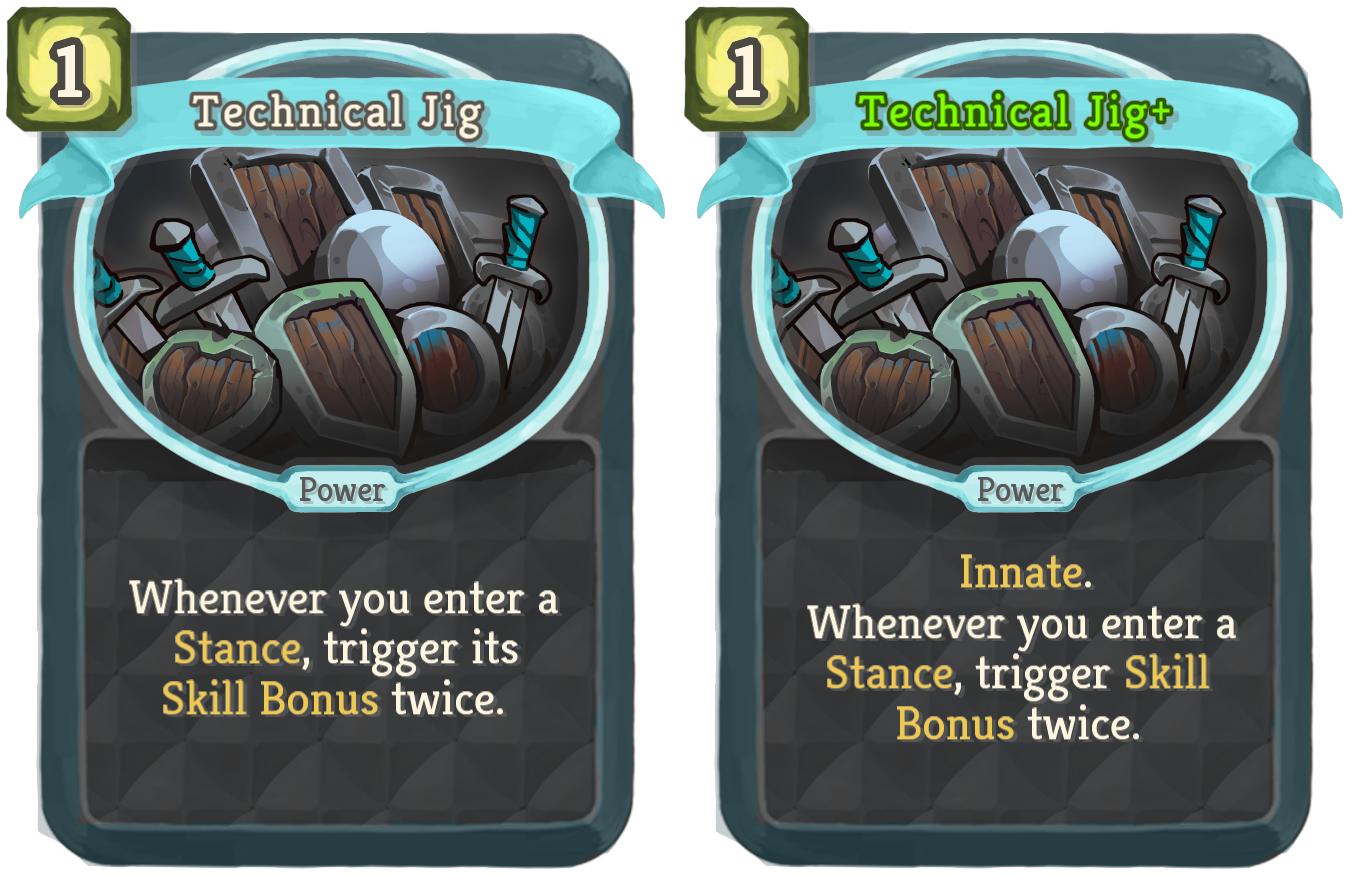 1
Technical Jig
Power
Whenever you enter a
Stance, trigger its
Skill Bonus twice.
1
Technical Jig+
Power
Innate.
Whenever you enter a
Stance, trigger Skill
Bonus twice.